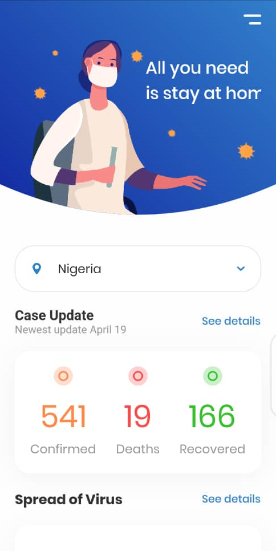 All you need
is stay at hom
Nigeria
Case Update
Newest update April 19
See details
541
19
166
Confirmed
Deaths
Recovered
Spread of Virus
See details